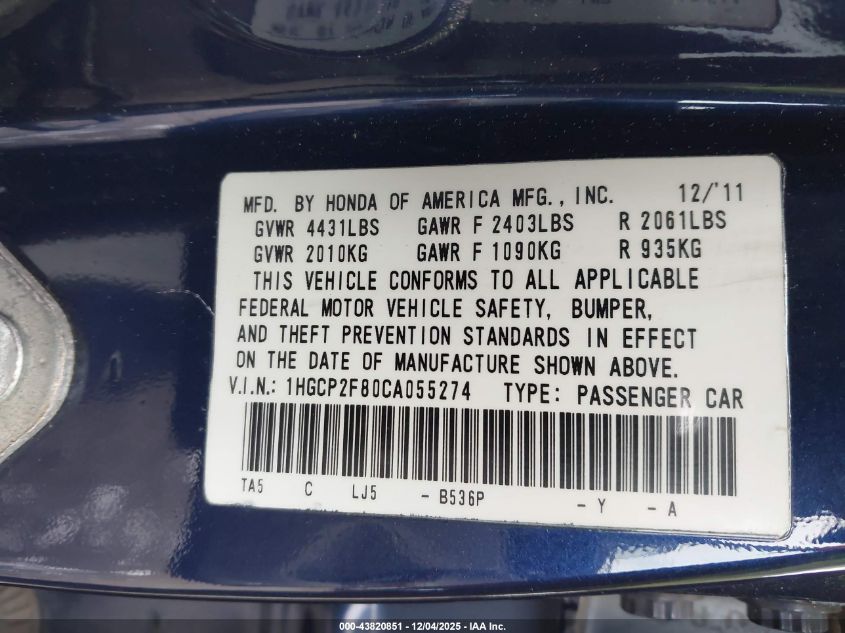 MFD. BY HONDA OF AMERICA MFG., INC. 12/'11
GVWR 4431LBS GAWR F 2403LBS R 2061LBS
GVWR 2010KG GAWR F 1090KG R 935KG
THIS VEHICLE CONFORMS TO ALL APPLICABLE
FEDERAL MOTOR VEHICLE SAFETY, BUMPER,
AND THEFT PREVENTION STANDARDS IN EFFECT
ON THE DATE OF MANUFACTURE SHOWN ABOVE.
V.I.N.: 1HGCP2F80CA055274 TYPE: PASSENGER CAR
TA5 C LJ5 - B536P - Y - A
000-43820851 - 12/04/2025 - IAA Inc.